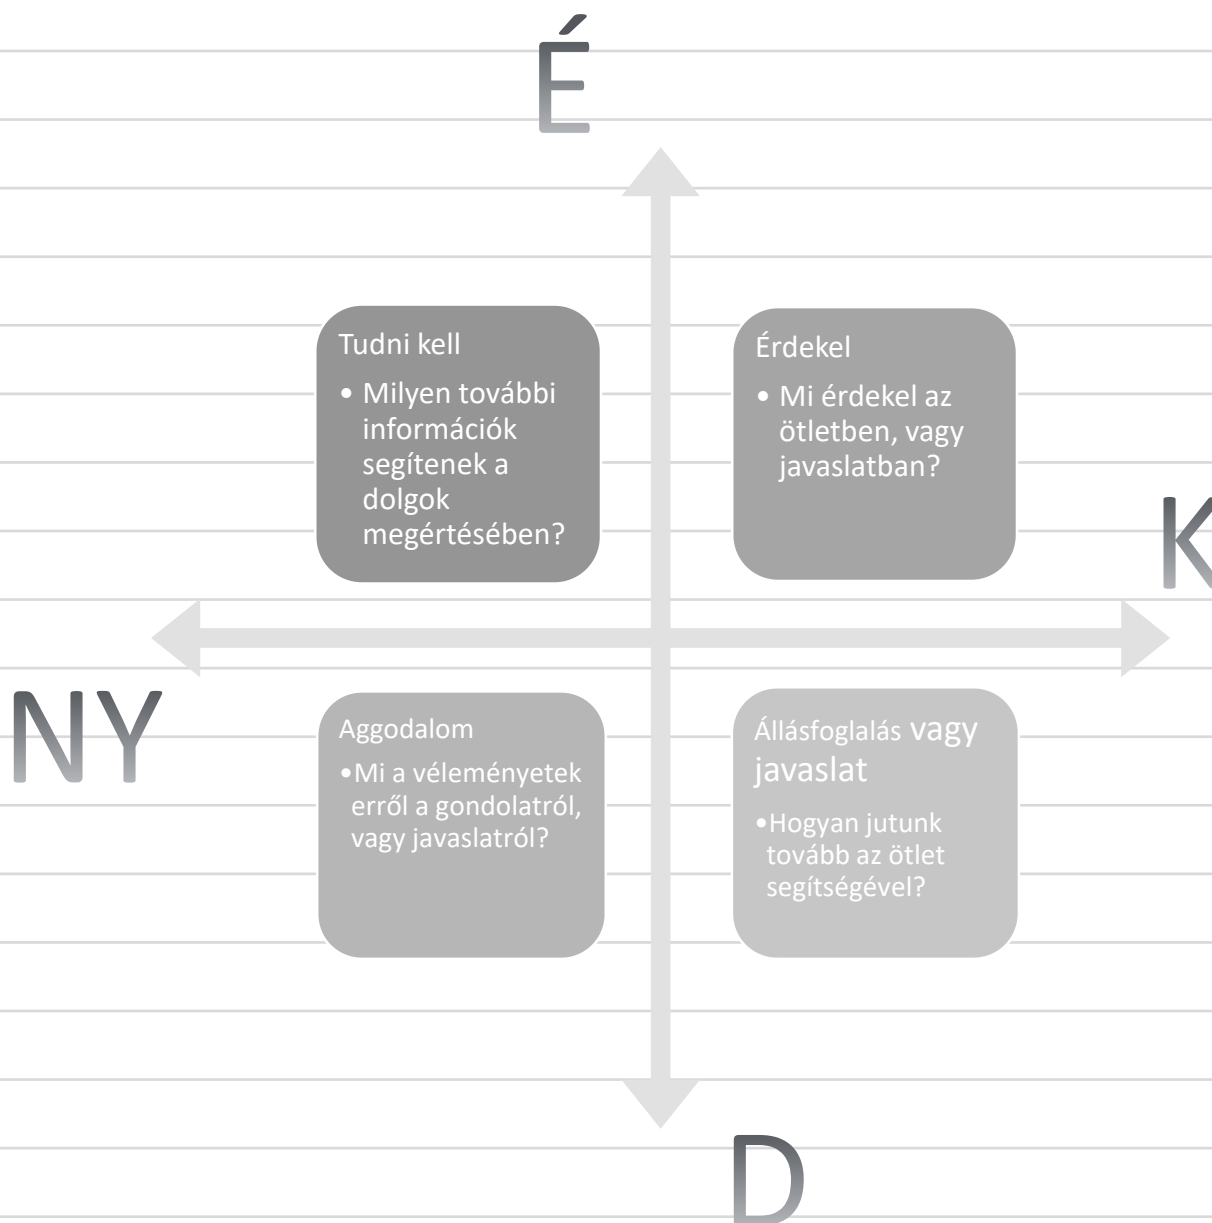 É
Tudni kell
• Milyen további
információk
segítenek a
dolgok
megértésében?
Érdekel
• Mi érdekel az
ötletben, vagy
javaslatban?
K
NY
Aggodalom
•Mi a véleményetek
erről a gondolatról,
vagy javaslatról?
Állásfoglalás vagy
javaslat
•Hogyan jutunk
tovább az ötlet
segítségével?
D